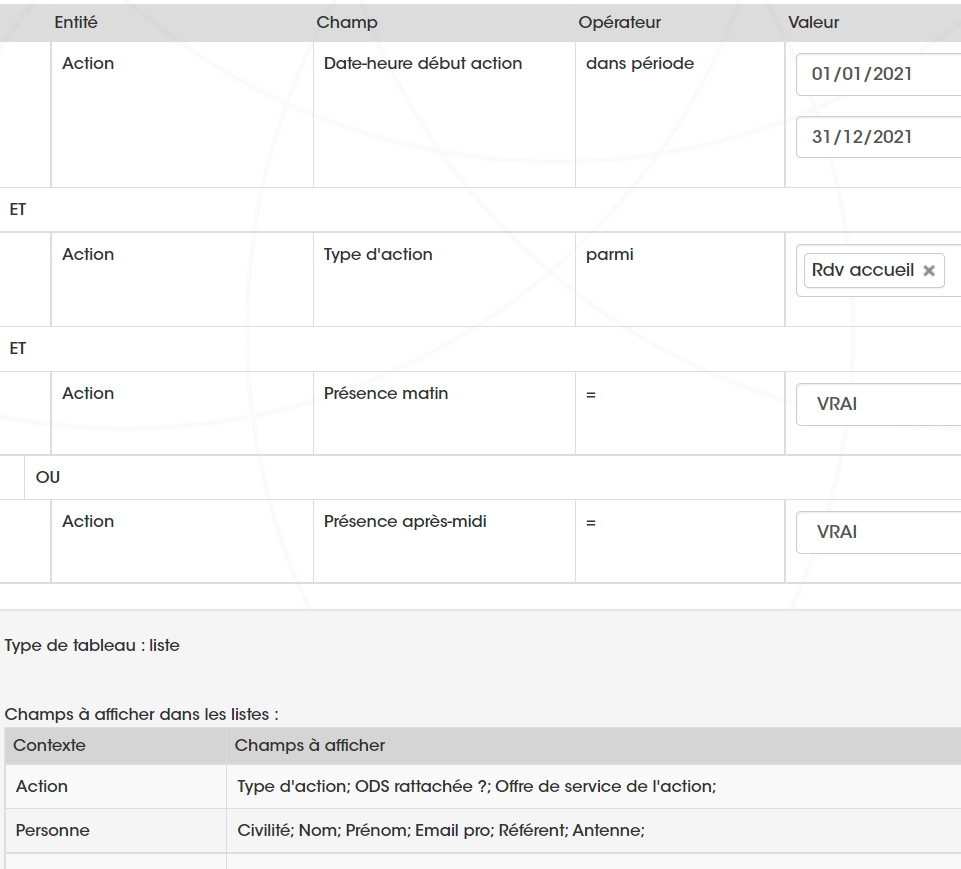 Entité Champ Opérateur Valeur
Action Date-heure début action dans période 01/01/2021
31/12/2021
ET
Action Type d'action parmi Rdv accueil ×
ET
Action Présence matin = VRAI
OU
Action Présence après-midi = VRAI
Type de tableau : liste
Champs à afficher dans les listes :
Contexte Champs à afficher
Action Type d'action; ODS rattachée ?; Offre de service de l'action;
Personne Civilité; Nom; Prénom; Email pro; Référent; Antenne;